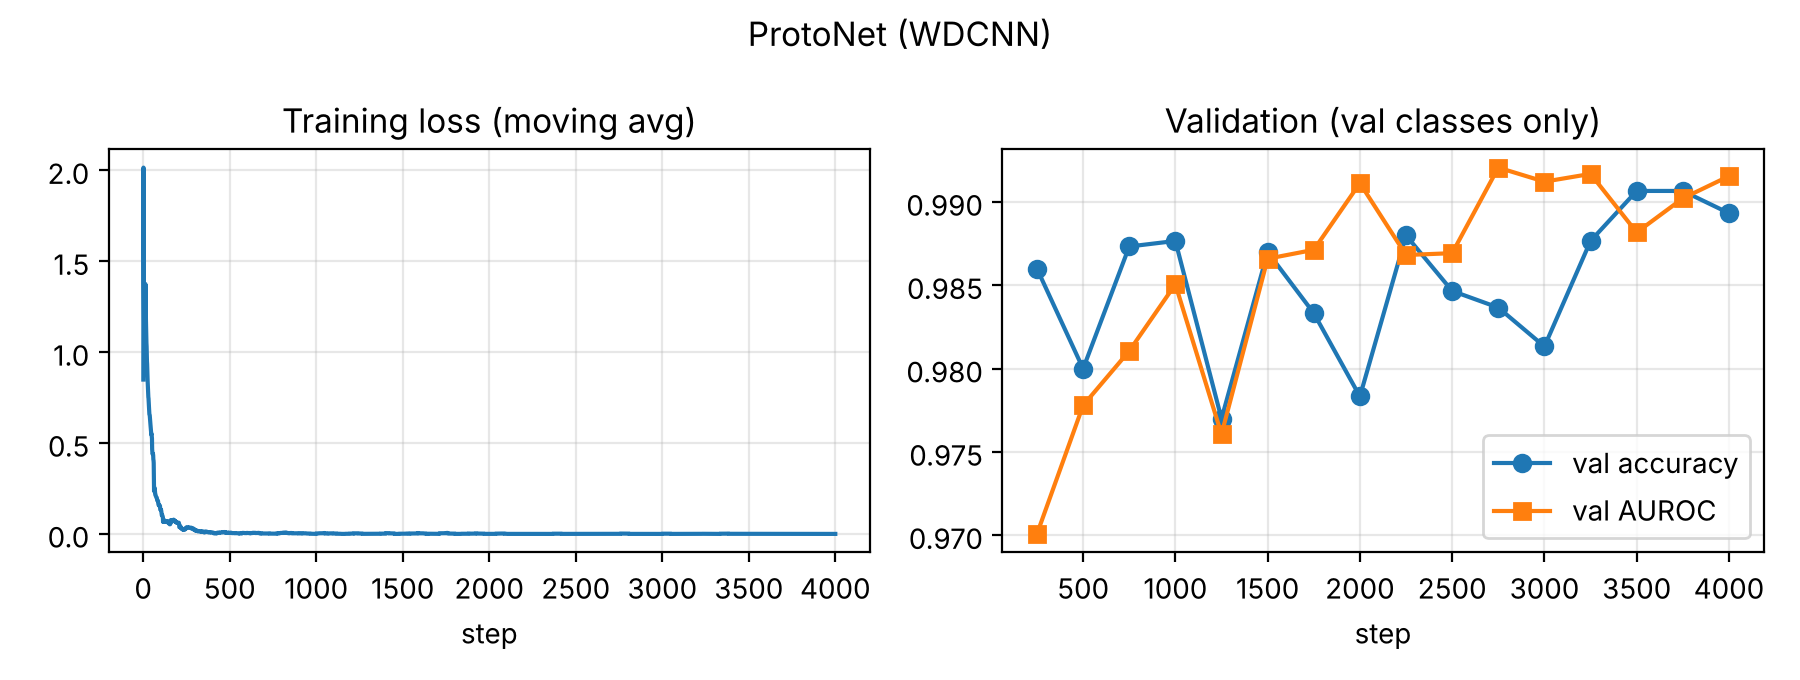 ProtoNet (WDCNN)
Training loss (moving avg)
2.0
1.5
1.0
0.5
0.0
0 500 1000 1500 2000 2500 3000 3500 4000
step
Validation (val classes only)
0.990
0.985
0.980
0.975
0.970
val accuracy
val AUROC
500 1000 1500 2000 2500 3000 3500 4000
step